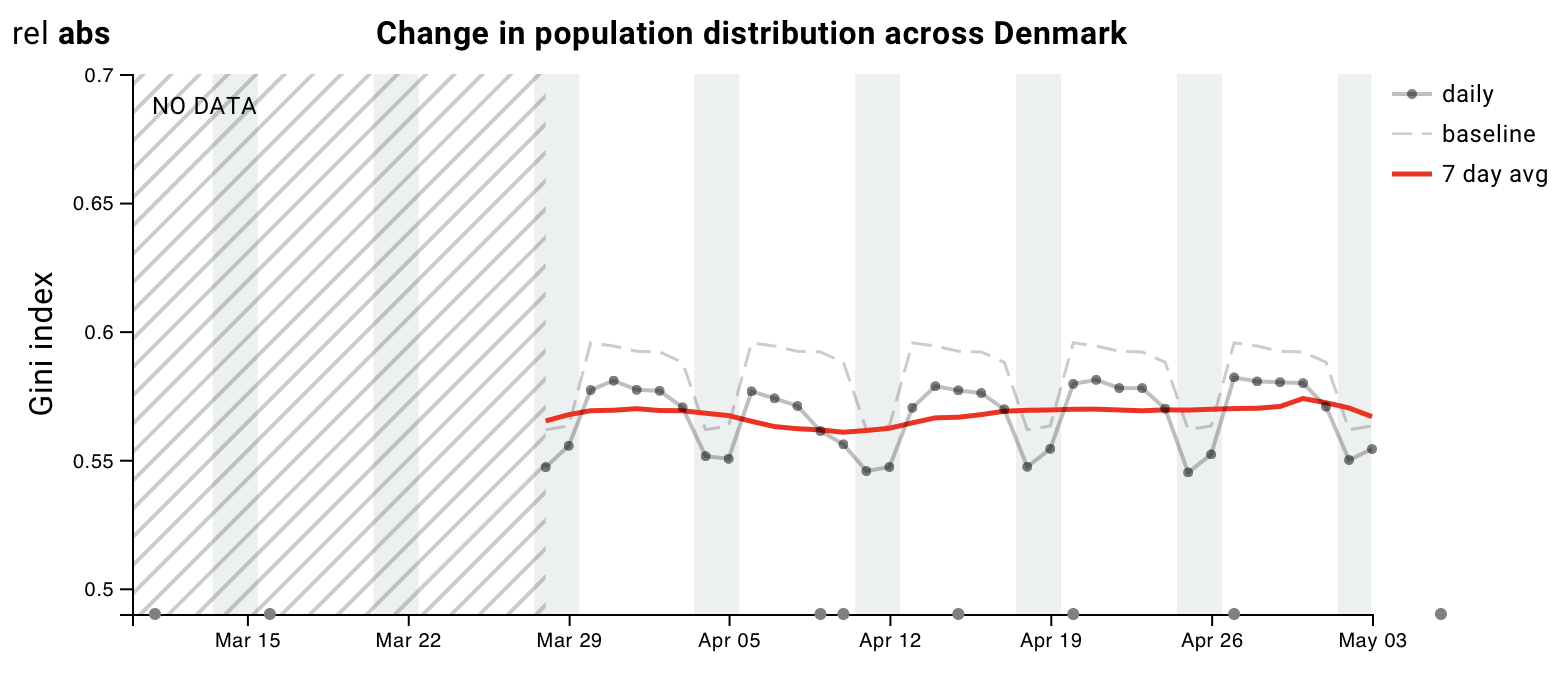 rel abs
Change in population distribution across Denmark
0.7
0.65
0.6
0.55
0.5
Gini index
NO DATA
daily
baseline
7 day avg
Mar 15
Mar 22
Mar 29
Apr 05
Apr 12
Apr 19
Apr 26
May 03